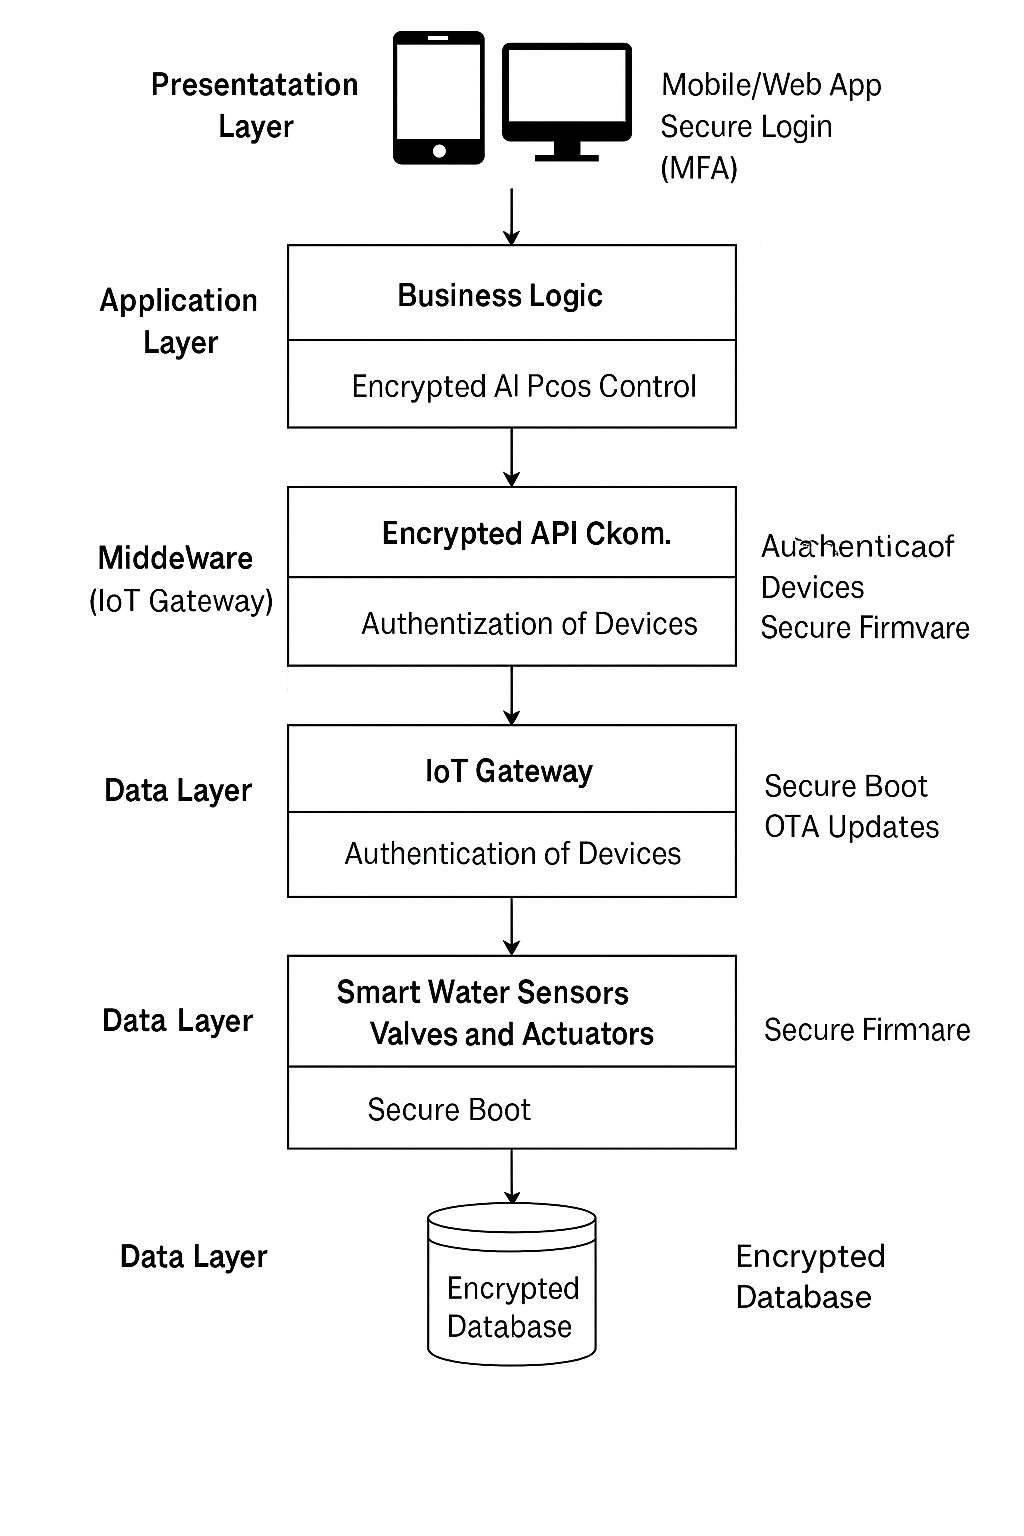 Presentatation
Layer
Mobile/Web App
Secure Login
(MFA)
Application
Layer
Business Logic
Encrypted AI Pcos Control
MiddeWare
(IoT Gateway)
Encrypted API Ckom.
Authentization of Devices
Devices
Secure Firmvare
Data Layer
IoT Gateway
Authentication of Devices
Secure Boot
OTA Updates
Data Layer
Smart Water Sensors
Valves and Actuators
Secure Boot
Secure
Data Layer
Encrypted
Database
Encrypted
Database